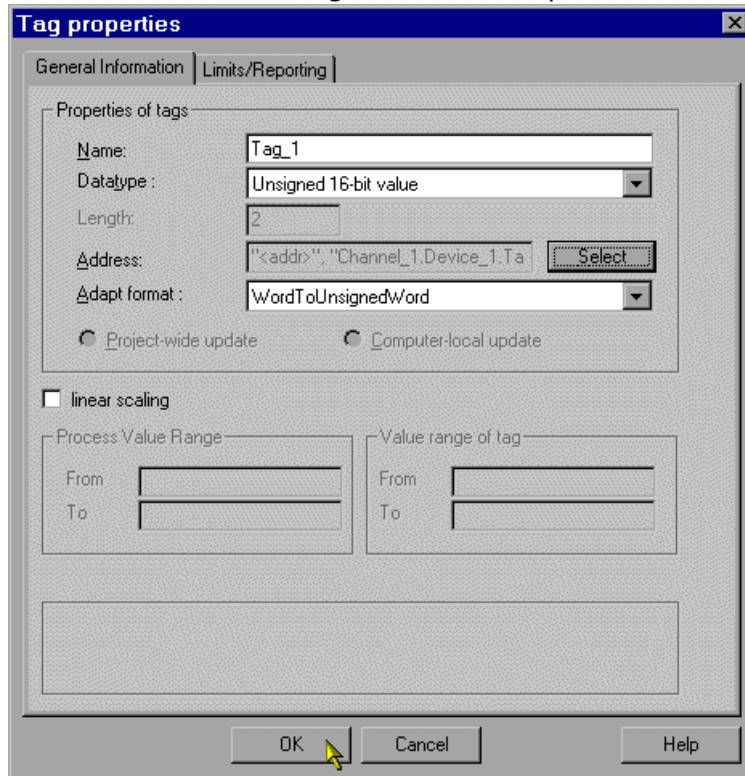 Tag properties
General Information Limits/Reporting
Properties of tags
Name: Tag_1
Datatype : Unsigned 16-bit value
Length: 2
Address: "<addr>", "Channel_1.Device_1.Ta Select
Adapt format : WordToUnsignedWord
Project-wide update Computer-local update
linear scaling
Process Value Range Value range of tag
From From
To To
OK Cancel Help